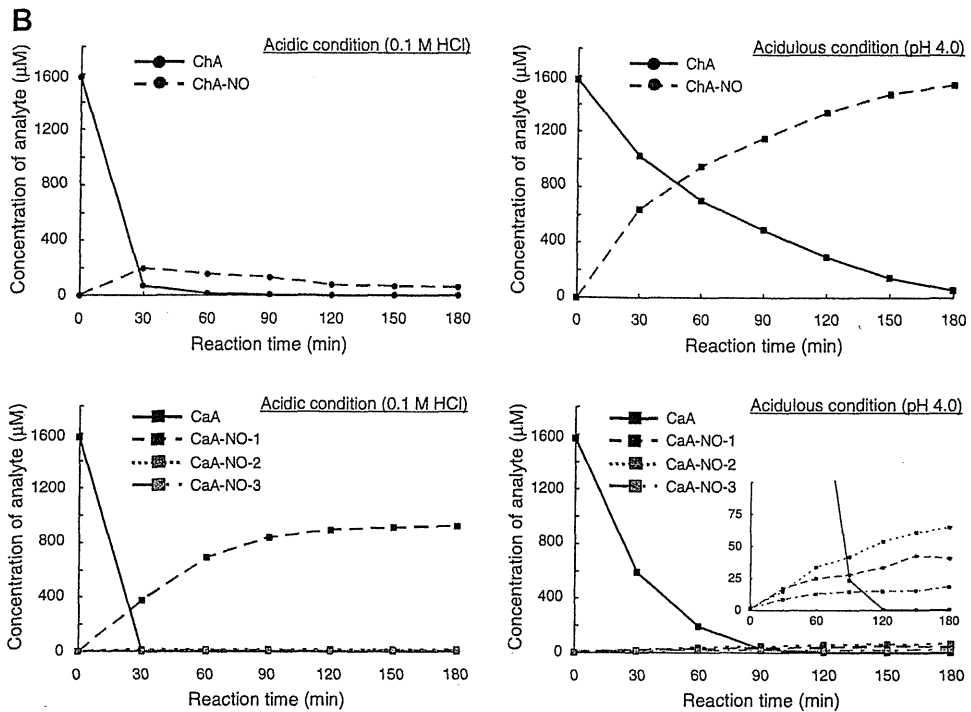 B
Acidic condition (0.1 M HCl)
ChA
ChA-NO
Concentration of analyte (μM)
1600
1200
800
400
0
0 30 60 90 120 150 180
Reaction time (min)
Acidulous condition (pH 4.0)
ChA
ChA-NO
Concentration of analyte (μM)
1600
1200
800
400
0
0 30 60 90 120 150 180
Reaction time (min)
Acidic condition (0.1 M HCl)
CaA
CaA-NO-1
CaA-NO-2
CaA-NO-3
Concentration of analyte (μM)
1600
1200
800
400
0
0 30 60 90 120 150 180
Reaction time (min)
Acidulous condition (pH 4.0)
CaA
CaA-NO-1
CaA-NO-2
CaA-NO-3
Concentration of analyte (μM)
1600
1200
800
400
0
75
50
25
0
0 60 120 180
0 30 60 90 120 150 180
Reaction time (min)